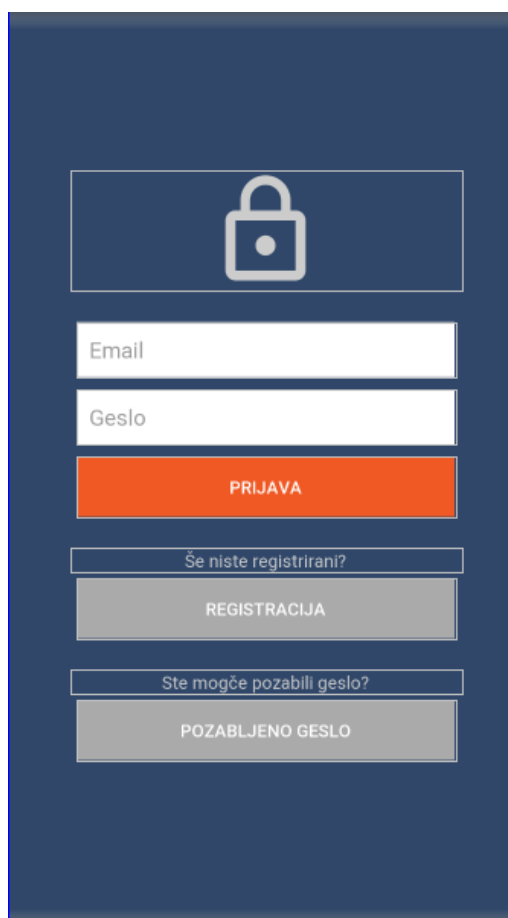 Email
Geslo
PRIJAVA
Še niste registrirani?
REGISTRACIJA
Ste mogče pozabili geslo?
POZABLJENO GESLO